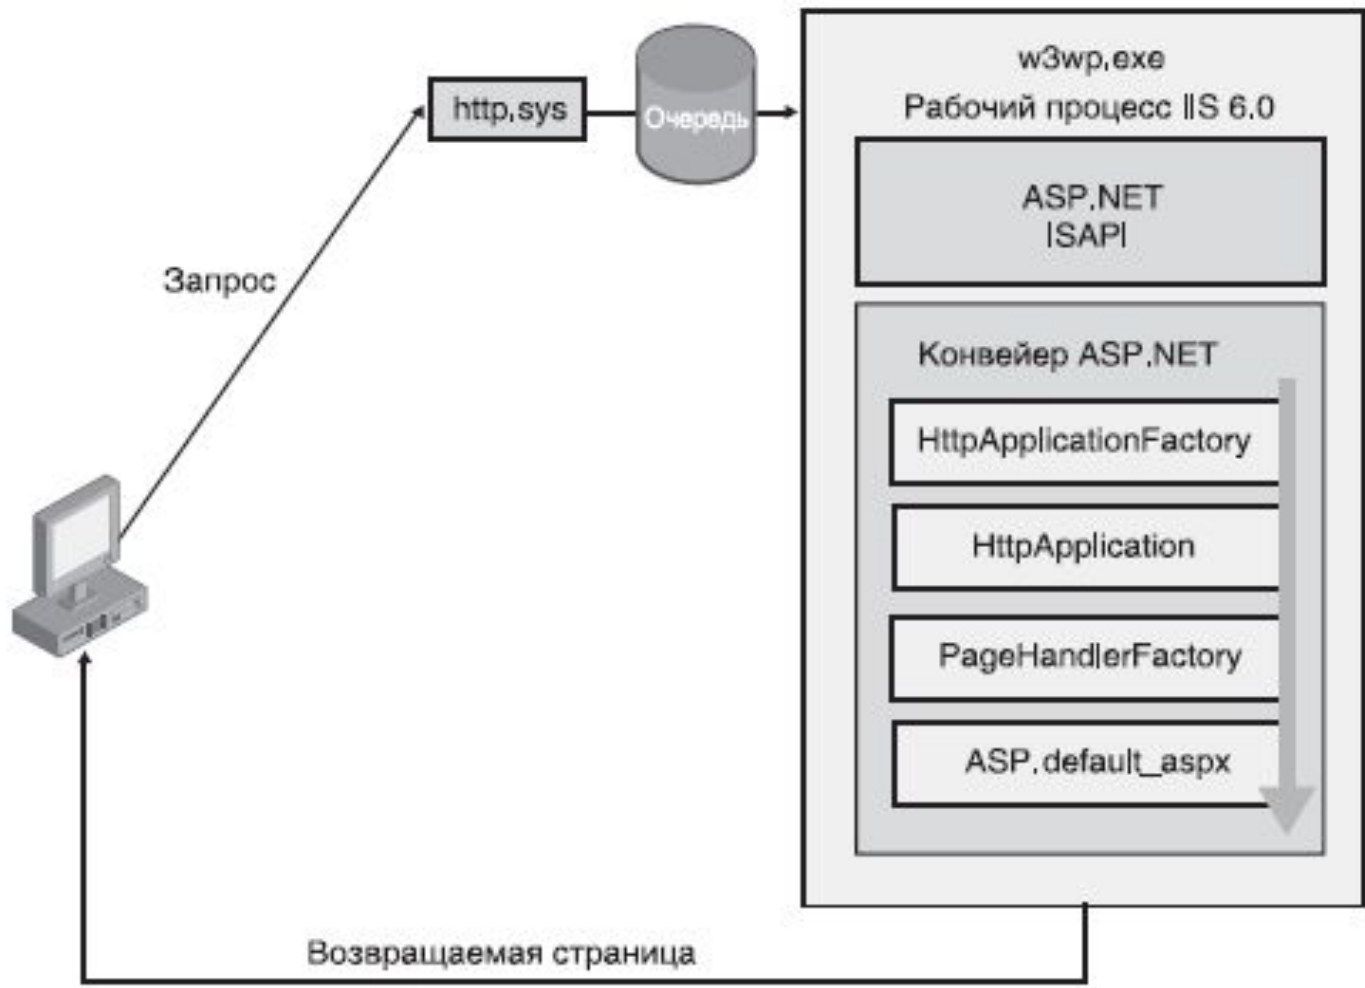 http.sys
Очередь
w3wp.exe
Рабочий процесс IIS 6.0
ASP.NET
ISAPI
Запрос
Конвейер ASP.NET
HttpApplicationFactory
HttpApplication
PageHandlerFactory
ASP.default_aspx
Возвращаемая страница